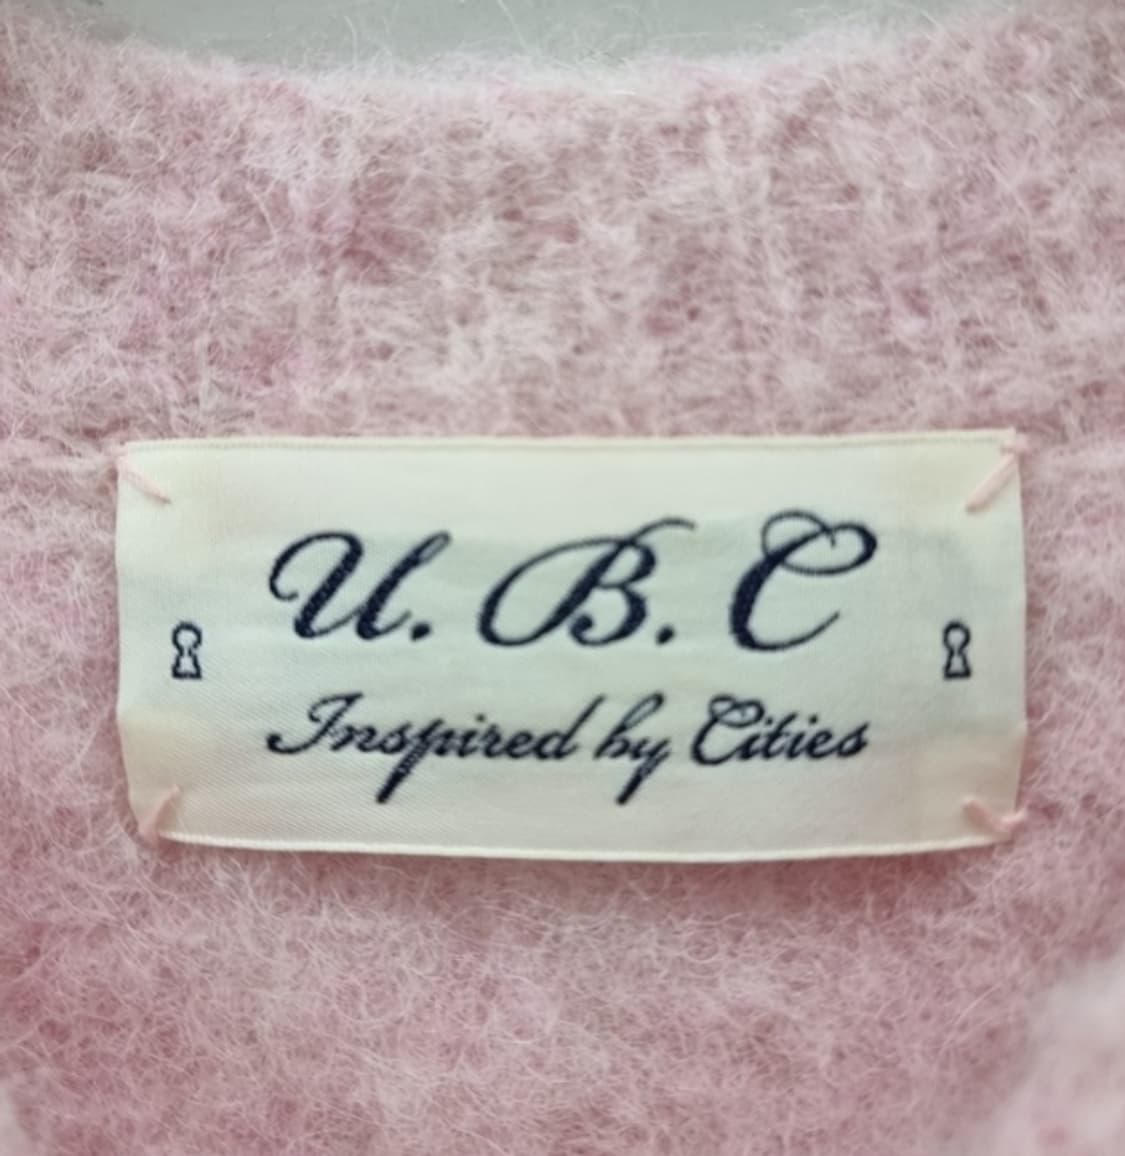 U. B. C
Inspired by Cities